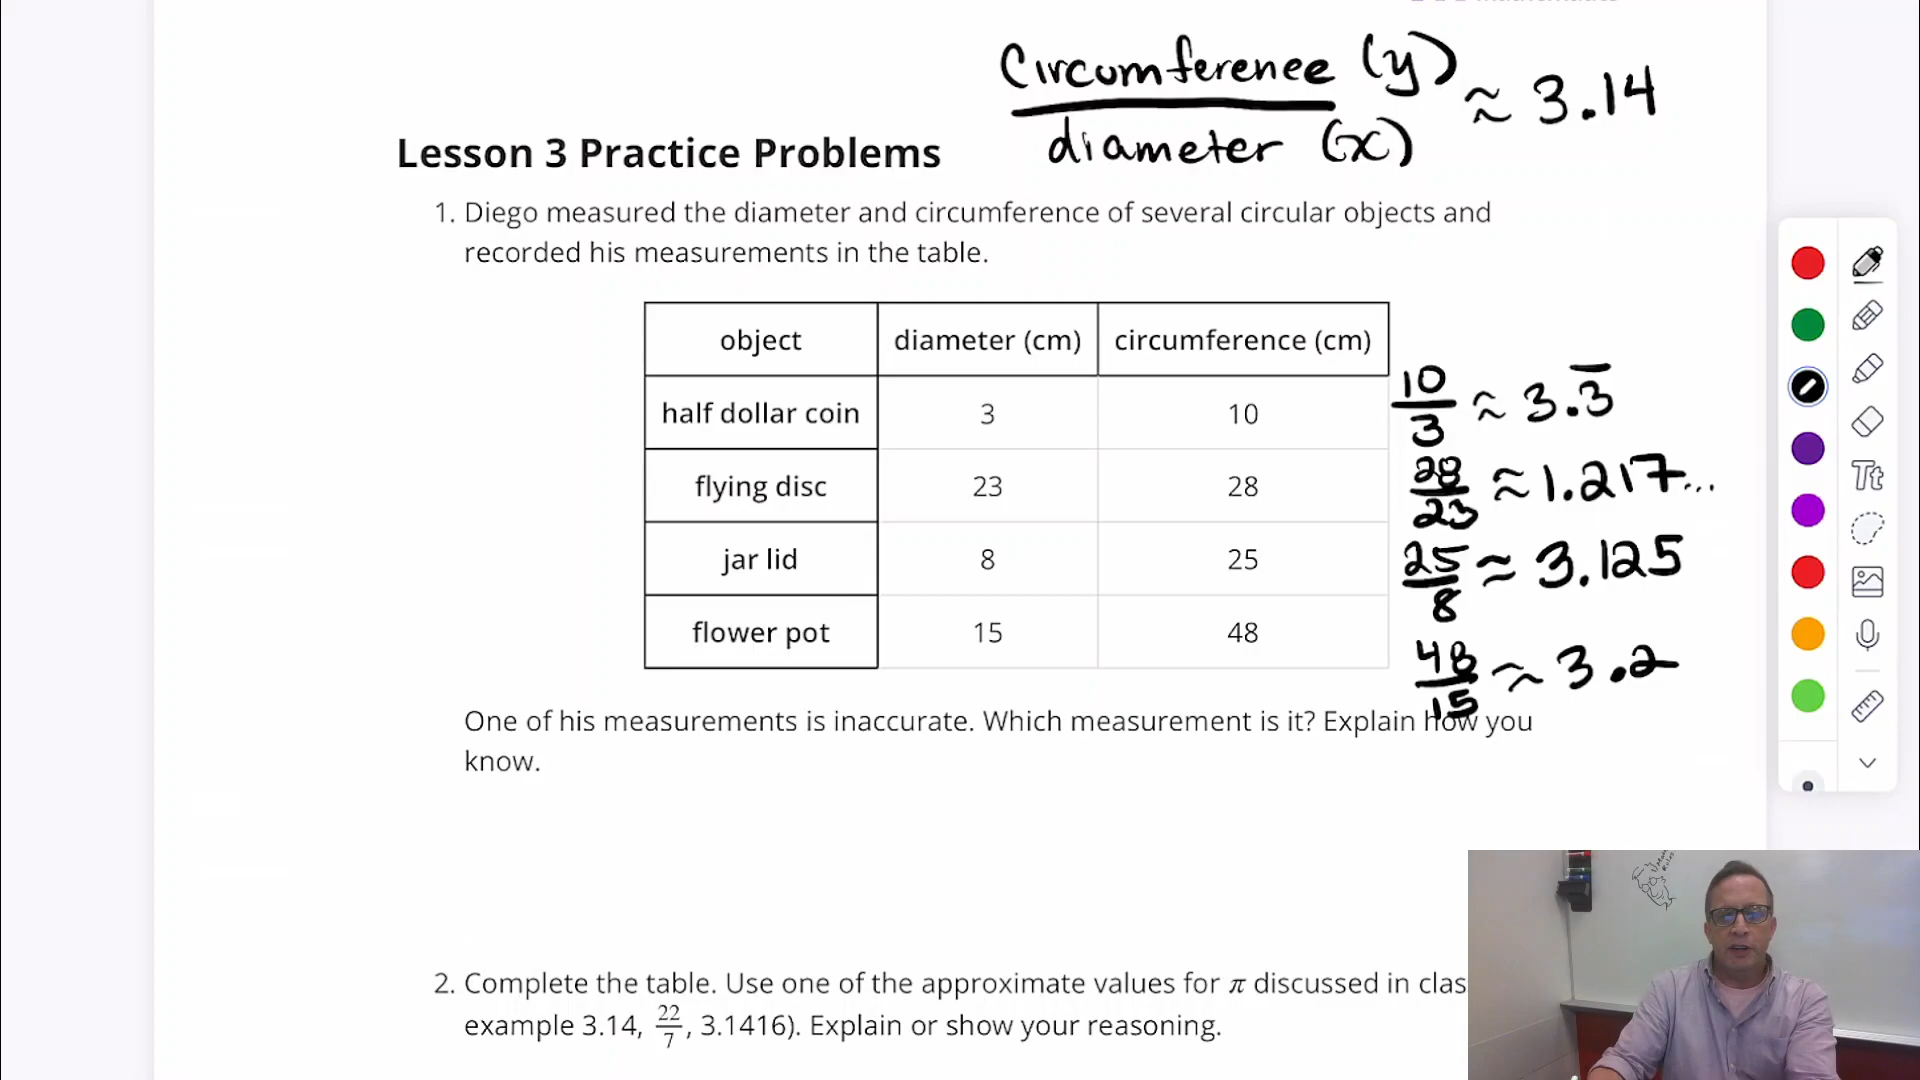 Circumference (y)
diameter (x)
≈ 3.14
Lesson 3 Practice Problems
1. Diego measured the diameter and circumference of several circular objects and
recorded his measurements in the table.
object diameter (cm) circumference (cm)
half dollar coin 3 10
10/3 ≈ 3.3̅
flying disc 23 28
28/23 ≈ 1.217...
jar lid 8 25
25/8 ≈ 3.125
flower pot 15 48
48/15 ≈ 3.2
One of his measurements is inaccurate. Which measurement is it? Explain how you
know.
2. Complete the table. Use one of the approximate values for π discussed in clas
example 3.14, 22/7, 3.1416). Explain or show your reasoning.
Tt